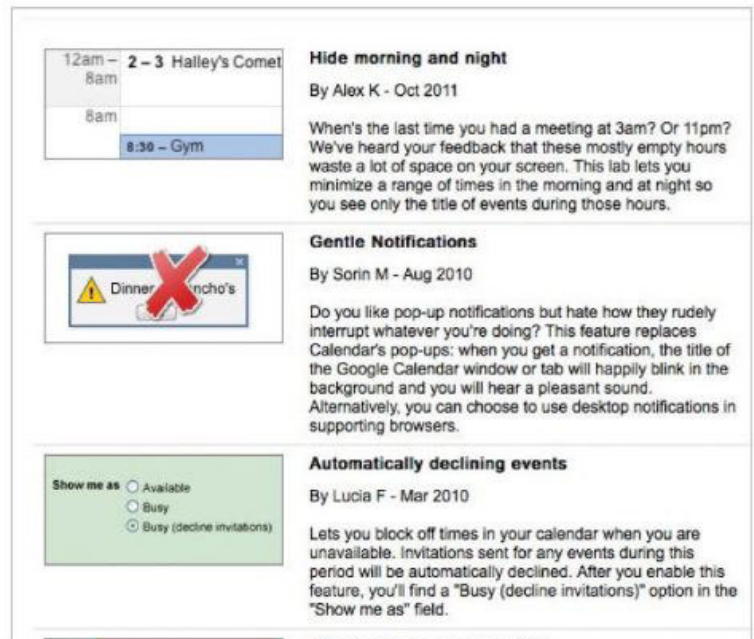 12am –
8am
2 – 3 Halley's Comet
8am
8:30 – Gym
Hide morning and night
By Alex K - Oct 2011
When's the last time you had a meeting at 3am? Or 11pm?
We've heard your feedback that these mostly empty hours
waste a lot of space on your screen. This lab lets you
minimize a range of times in the morning and at night so
you see only the title of events during those hours.
Dinner ncho's
Gentle Notifications
By Sorin M - Aug 2010
Do you like pop-up notifications but hate how they rudely
interrupt whatever you're doing? This feature replaces
Calendar's pop-ups: when you get a notification, the title of
the Google Calendar window or tab will happily blink in the
background and you will hear a pleasant sound.
Alternatively, you can choose to use desktop notifications in
supporting browsers.
Show me as Available
Busy
Busy (decline invitations)
Automatically declining events
By Lucia F - Mar 2010
Lets you block off times in your calendar when you are
unavailable. Invitations sent for any events during this
period will be automatically declined. After you enable this
feature, you'll find a "Busy (decline invitations)" option in the
"Show me as" field.